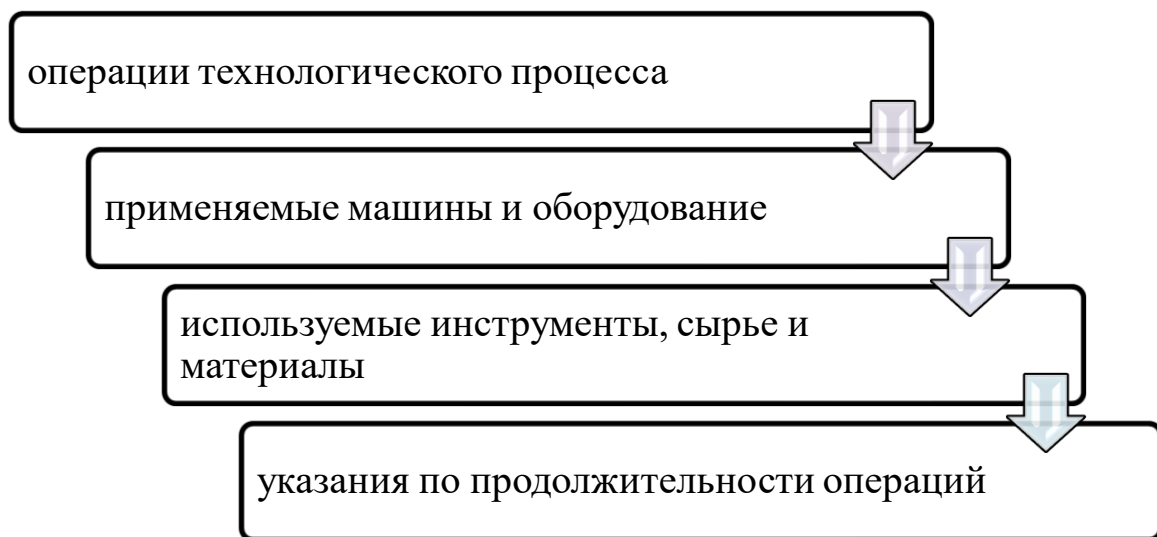 операции технологического процесса
применяемые машины и оборудование
используемые инструменты, сырье и
материалы
указания по продолжительности операций